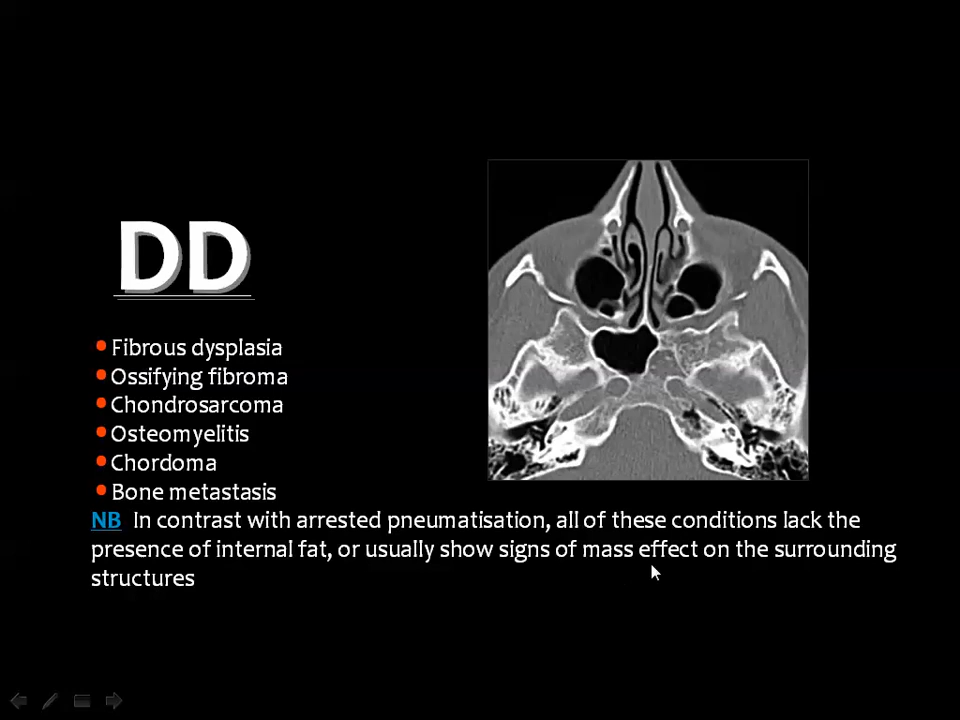 DD
Fibrous dysplasia
Ossifying fibroma
Chondrosarcoma
Osteomyelitis
Chordoma
Bone metastasis
NB In contrast with arrested pneumatisation, all of these conditions lack the
presence of internal fat, or usually show signs of mass effect on the surrounding
structures